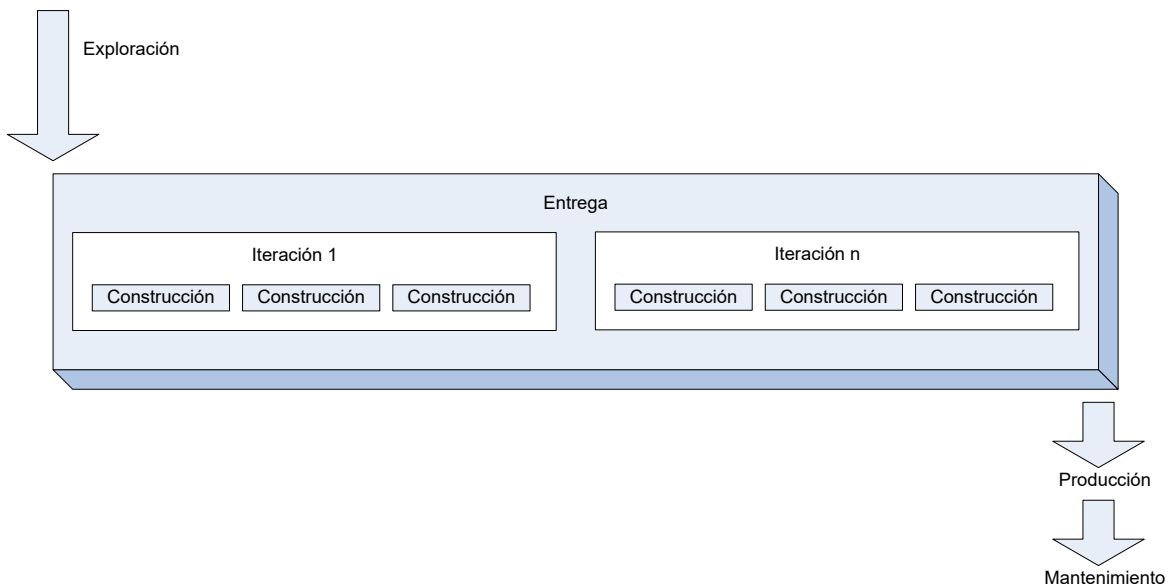 Exploración
Entrega
Iteración 1
Construcción Construcción Construcción
Iteración n
Construcción Construcción Construcción
Producción
Mantenimiento